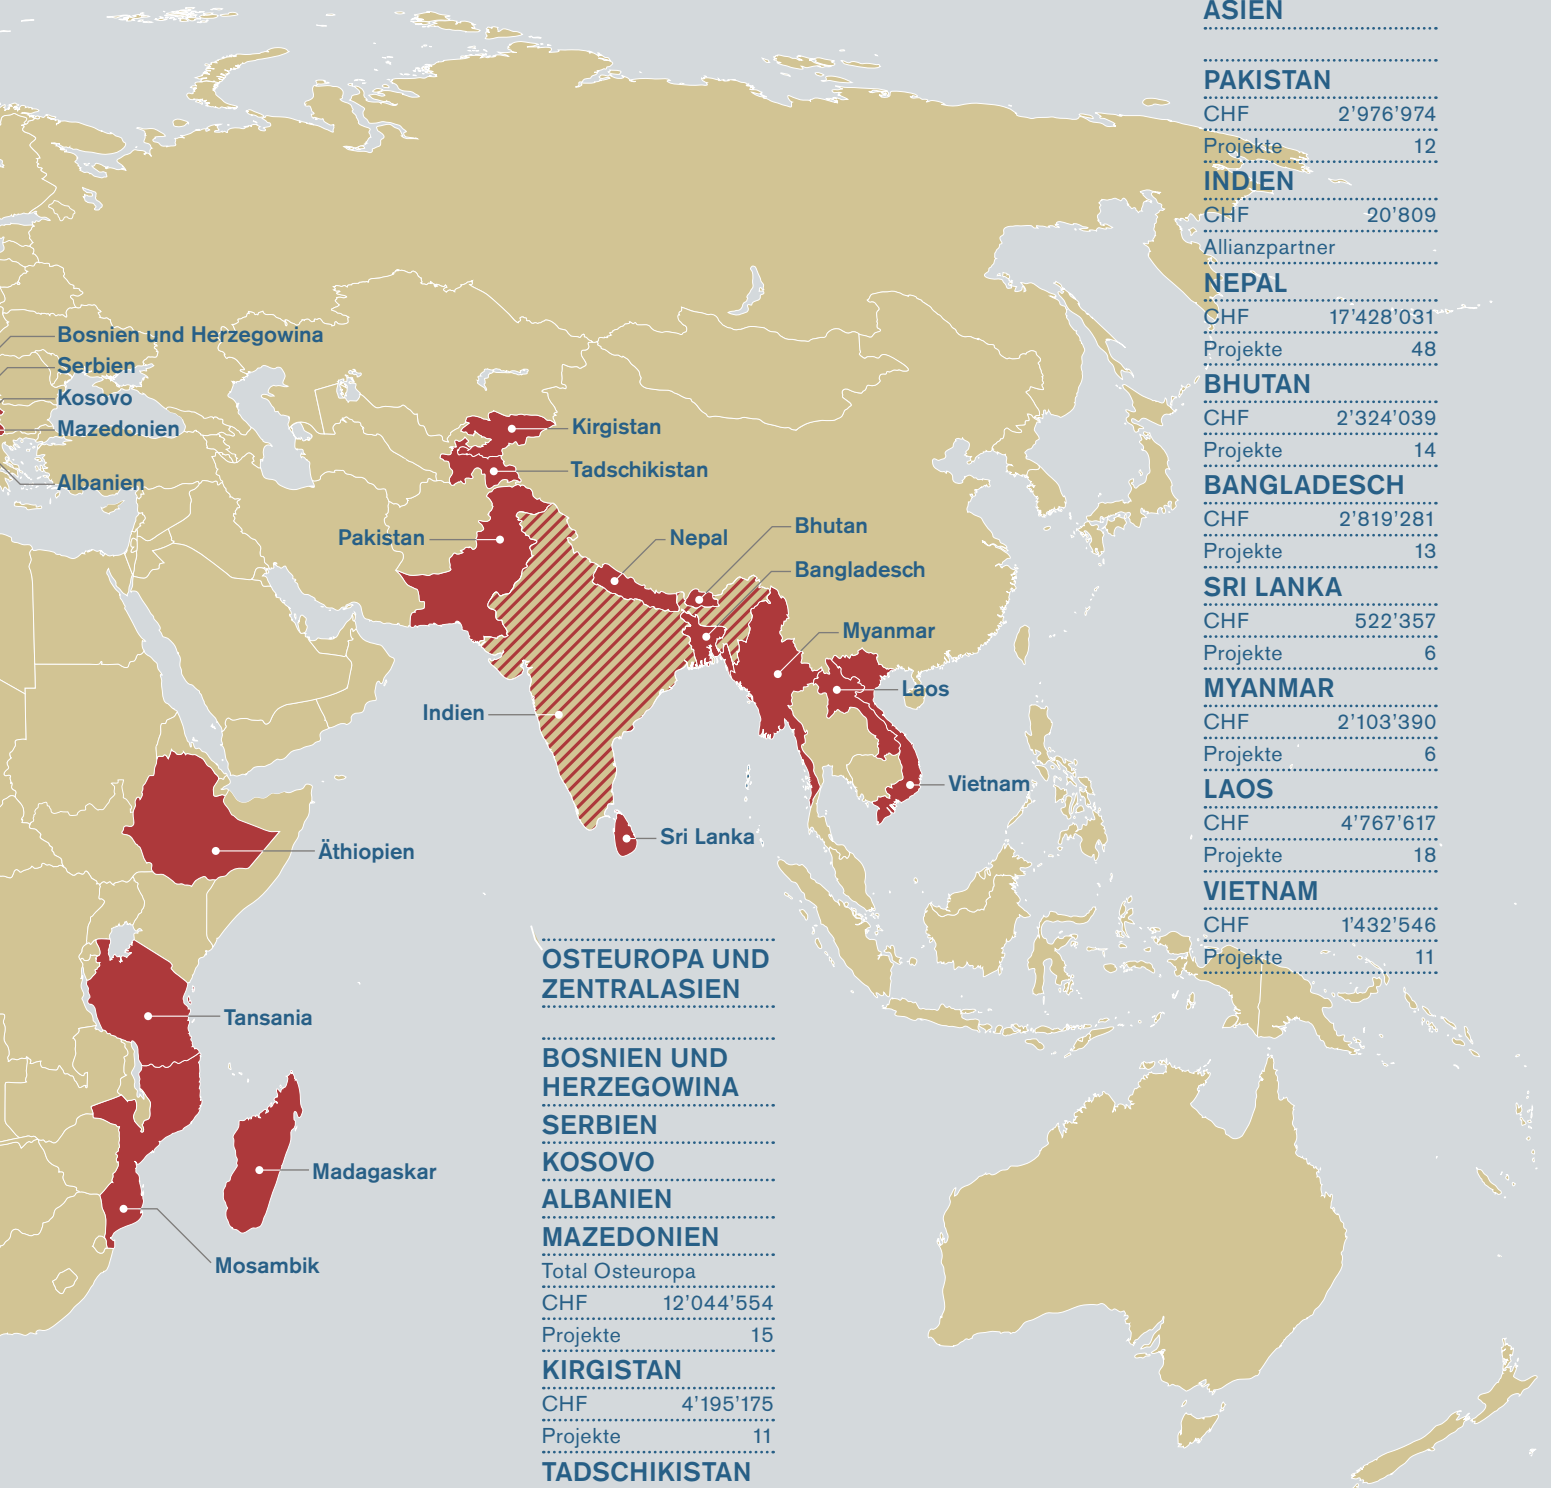 Bosnien und Herzegowina
Serbien
Kosovo
Mazedonien
Albanien
Kirgistan
Tadschikistan
Pakistan
Nepal
Bhutan
Bangladesch
Myanmar
Laos
Indien
Vietnam
Sri Lanka
Äthiopien
Tansania
Madagaskar
Mosambik
OSTEUROPA UND
ZENTRALASIEN
BOSNIEN UND
HERZEGOWINA
SERBIEN
KOSOVO
ALBANIEN
MAZEDONIEN
Total Osteuropa
CHF 12’044’554
Projekte 15
KIRGISTAN
CHF 4’195’175
Projekte 11
TADSCHIKISTAN
ASIEN
PAKISTAN
CHF 2’976’974
Projekte 12
INDIEN
CHF 20’809
Allianzpartner
NEPAL
CHF 17’428’031
Projekte 48
BHUTAN
CHF 2’324’039
Projekte 14
BANGLADESCH
CHF 2’819’281
Projekte 13
SRI LANKA
CHF 522’357
Projekte 6
MYANMAR
CHF 2’103’390
Projekte 6
LAOS
CHF 4’767’617
Projekte 18
VIETNAM
CHF 1’432’546
Projekte 11